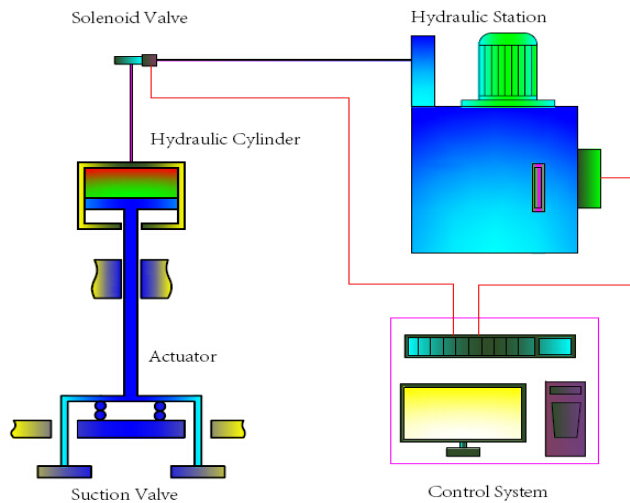 Solenoid Valve
Hydraulic Station
Hydraulic Cylinder
Actuator
Suction Valve
Control System